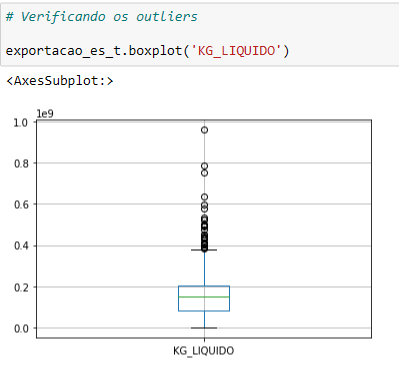 # Verificando os outliers
exportacao_es_t.boxplot('KG_LIQUIDO')
<AxesSubplot:>
1e9
1.0
0.8
0.6
0.4
0.2
0.0
KG_LIQUIDO